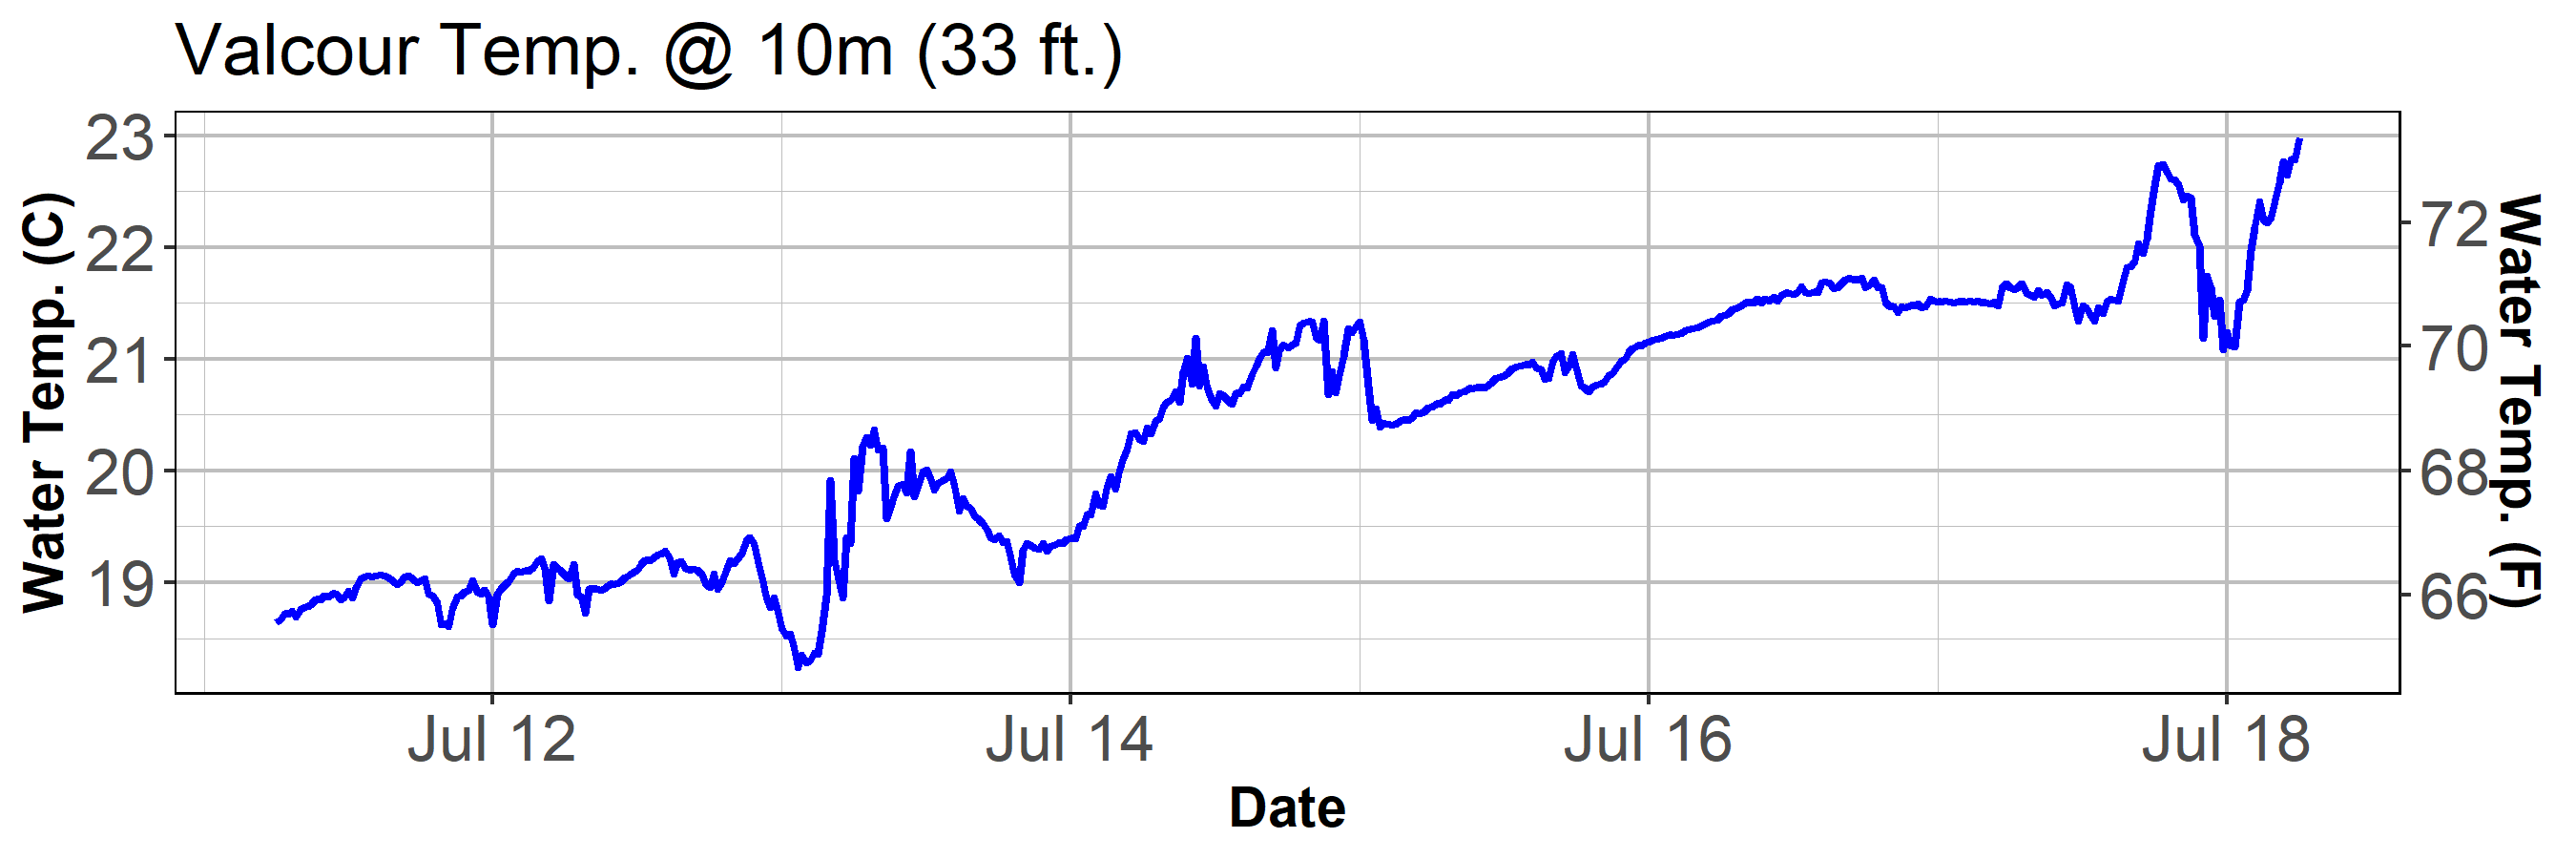 Valcour Temp. @ 10m (33 ft.)
Water Temp. (C)
23
22
21
20
19
72
70
68
66
Water Temp. (F)
Jul 12
Jul 14
Jul 16
Jul 18
Date